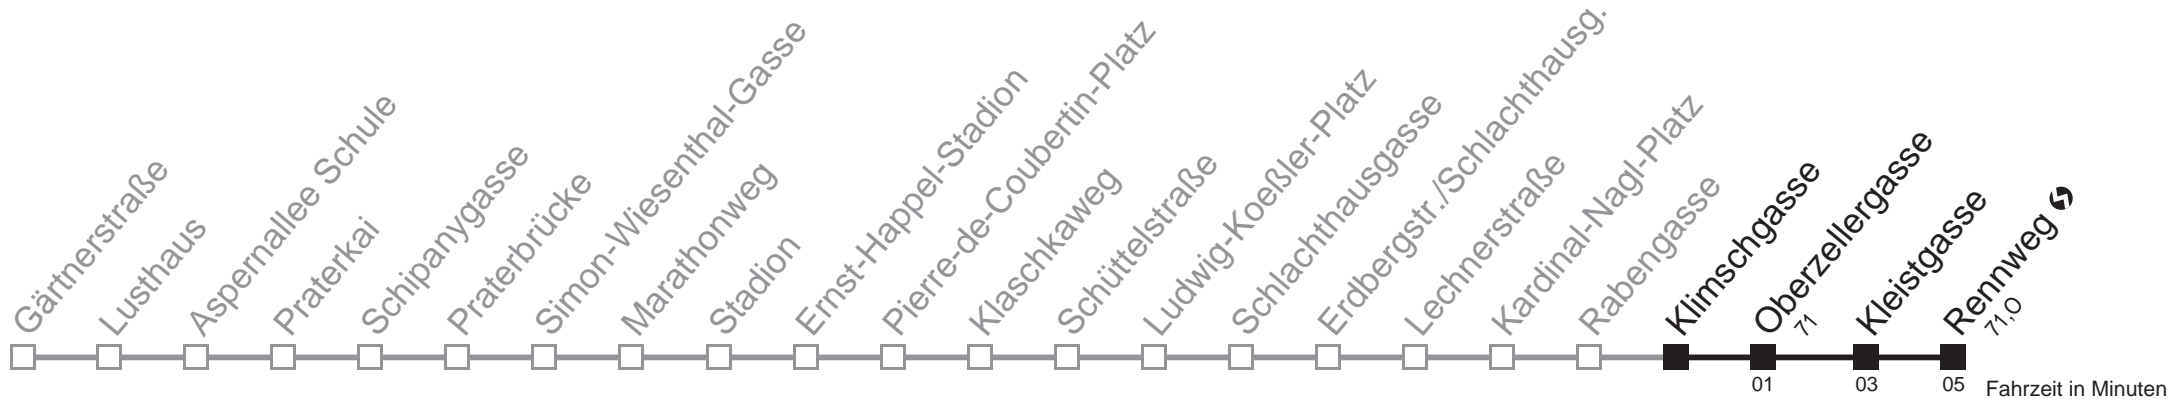 Gärtnerstraße
Lusthaus
Aspernallee Schule
Praterkai
Schipanygasse
Praterbrücke
Simon-Wiesenthal-Gasse
Marathonweg
Stadion
Ernst-Happel-Stadion
Pierre-de-Coubertin-Platz
Klaschkaweg
Schüttelstraße
Ludwig-Koeßler-Platz
Schlachthausgasse
Erdbergstr./Schlachthausg.
Lechnerstraße
Kardinal-Nagl-Platz
Rabengasse
Klimschgasse
Oberzellergasse
71
Kleistgasse
Rennweg
71,O
01
03
05
Fahrzeit in Minuten